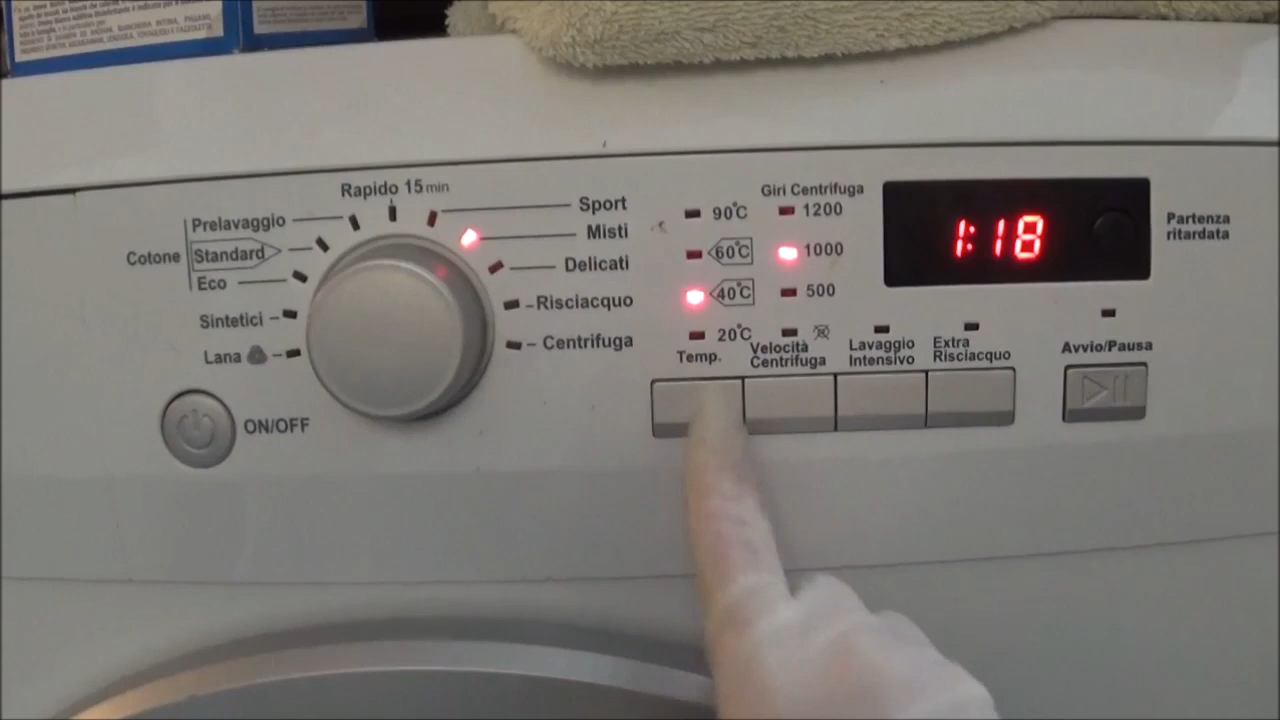 Rapido 15 min
Prelavaggio
Cotone
Standard
Eco
Sintetici
Lana
Sport
Misti
Delicati
Risciacquo
Centrifuga
ON/OFF
90°C
60°C
40°C
20°C
Temp.
Giri Centrifuga
1200
1000
500
Velocità
Centrifuga
Lavaggio
Intensivo
Extra
Risciacquo
1:18
Partenza
ritardata
Avvio/Pausa